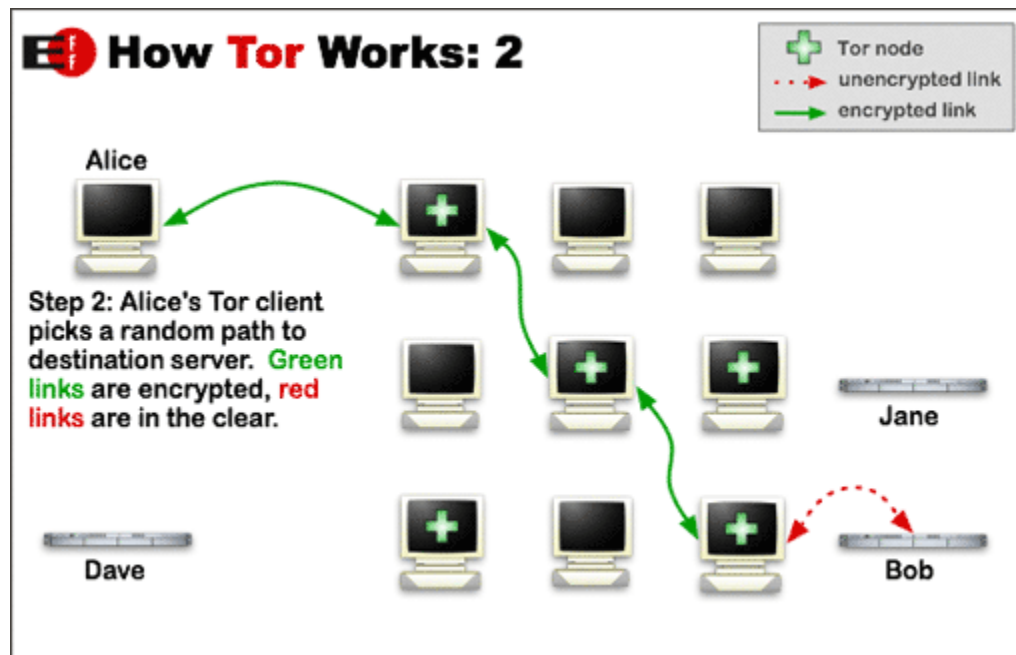 EFF How Tor Works: 2
Tor node
unencrypted link
encrypted link
Alice
Step 2: Alice's Tor client
picks a random path to
destination server. Green
links are encrypted, red
links are in the clear.
Jane
Dave
Bob